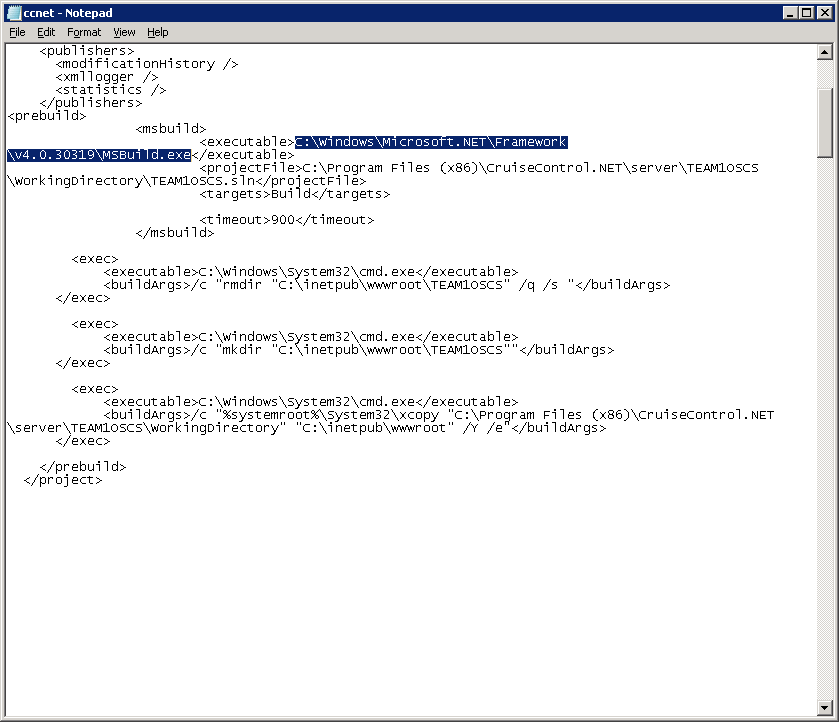 ccnet - Notepad
File Edit Format View Help
<publishers>
<modificationHistory />
<xmllogger />
<statistics />
</publishers>
<prebuild>
<msbuild>
<executable>C:\Windows\Microsoft.NET\Framework
\v4.0.30319\MSBuild.exe</executable>
<projectFile>C:\Program Files (x86)\CruiseControl.NET\server\TEAM1OSCS
\WorkingDirectory\TEAM1OSCS.sln</projectFile>
<targets>Build</targets>
<timeout>900</timeout>
</msbuild>
<exec>
<executable>C:\Windows\System32\cmd.exe</executable>
<buildArgs>/c "rmdir "C:\inetpub\wwwroot\TEAM1OSCS" /q /s "</buildArgs>
</exec>
<exec>
<executable>C:\Windows\System32\cmd.exe</executable>
<buildArgs>/c "mkdir "C:\inetpub\wwwroot\TEAM1OSCS""</buildArgs>
</exec>
<exec>
<executable>C:\Windows\System32\cmd.exe</executable>
<buildArgs>/c "%systemroot%\System32\xcopy "C:\Program Files (x86)\CruiseControl.NET
\server\TEAM1OSCS\WorkingDirectory" "C:\inetpub\wwwroot" /Y /e"</buildArgs>
</exec>
</prebuild>
</project>